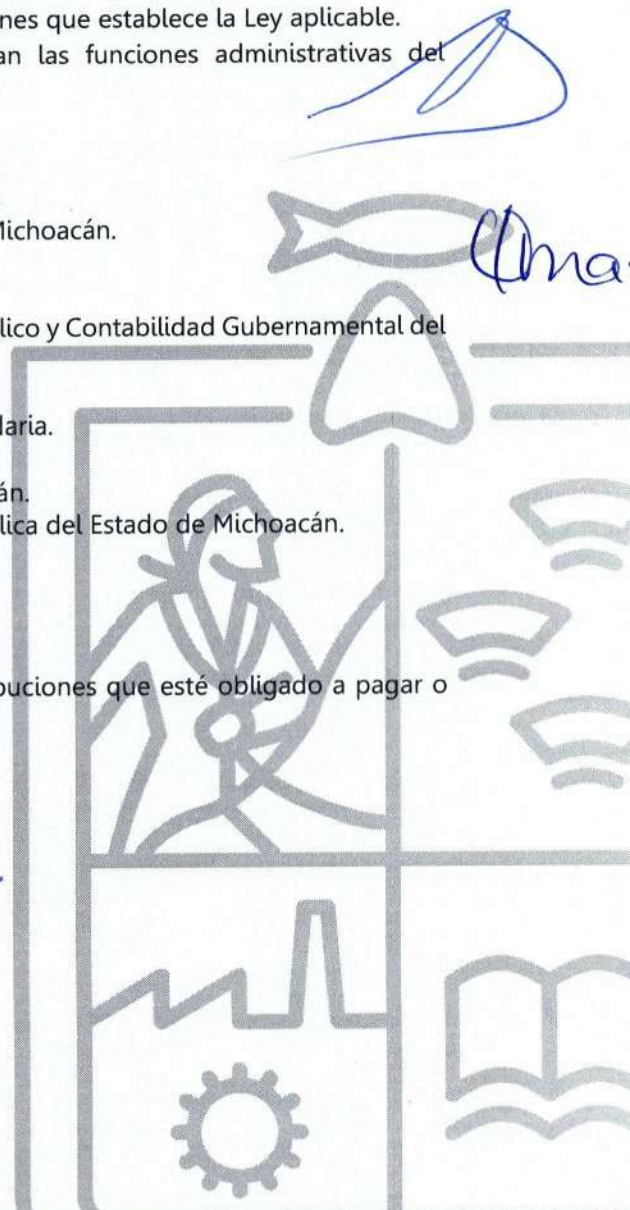 nes que establece la Ley aplicable.
an las funciones administrativas del
Michoacán.
lico y Contabilidad Gubernamental del
laria.
án.
lica del Estado de Michoacán.
buciones que esté obligado a pagar o